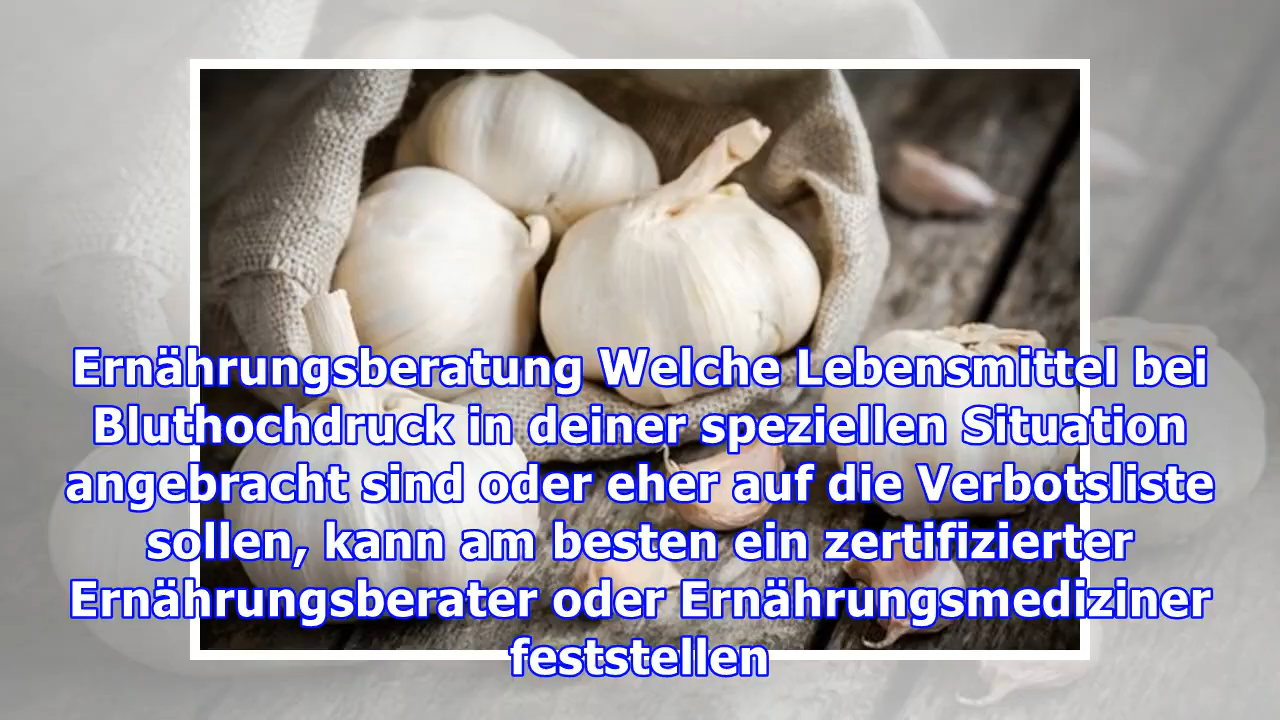 Ernährungsberatung Welche Lebensmittel bei
Bluthochdruck in deiner speziellen Situation
angebracht sind oder eher auf die Verbotsliste
sollen, kann am besten ein zertifizierter
Ernährungsberater oder Ernährungsmediziner
feststellen